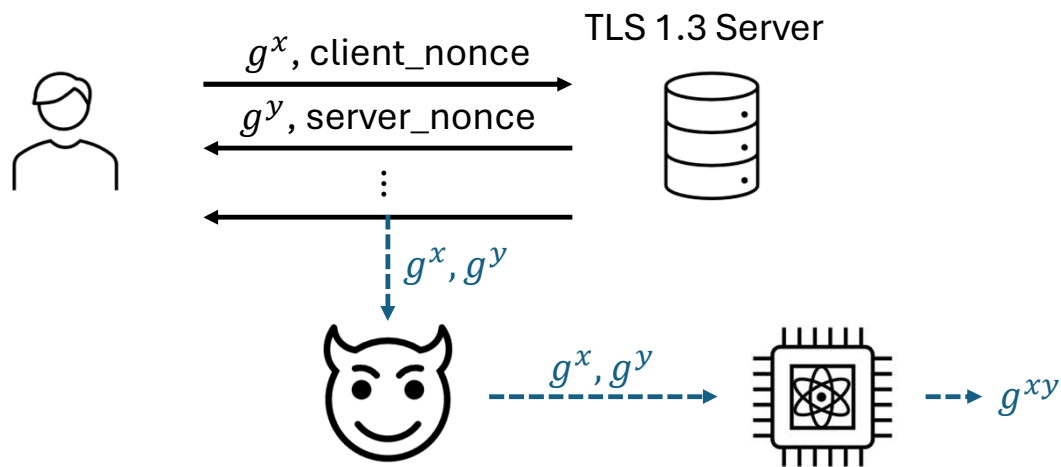 TLS 1.3 Server
g^x, client_nonce
g^y, server_nonce
⋮
g^x, g^y
g^x, g^y
g^{xy}